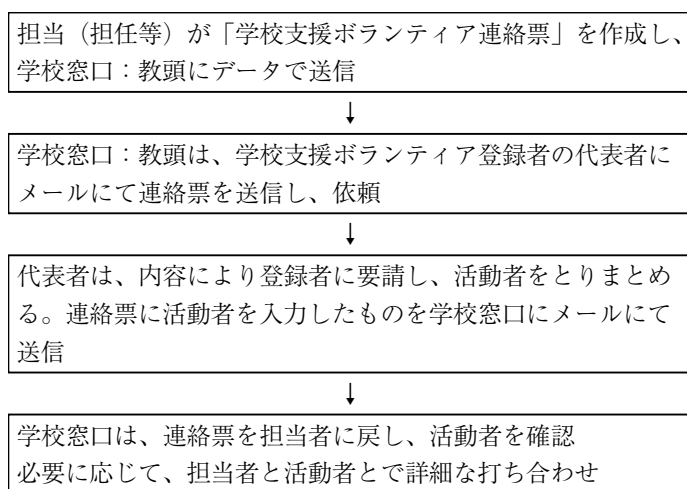 担当（担任等）が「学校支援ボランティア連絡票」を作成し、
学校窓口：教頭にデータで送信
↓
学校窓口：教頭は、学校支援ボランティア登録者の代表者に
メールにて連絡票を送信し、依頼
↓
代表者は、内容により登録者に要請し、活動者をとりまとめ
る。連絡票に活動者を入力したものを学校窓口にメールにて
送信
↓
学校窓口は、連絡票を担当者に戻し、活動者を確認
必要に応じて、担当者と活動者とで詳細な打ち合わせ